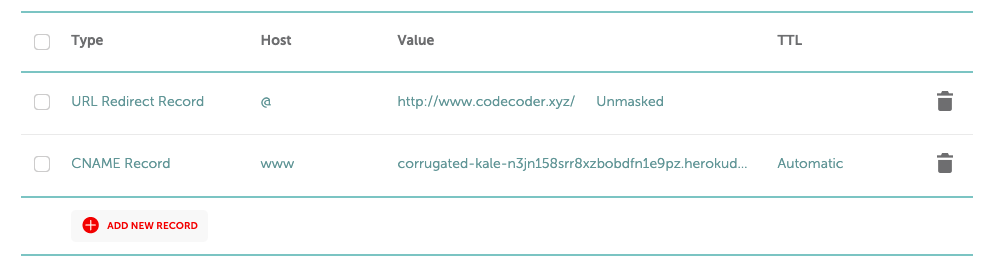 Type Host Value TTL
URL Redirect Record @ http://www.codecoder.xyz/ Unmasked
CNAME Record www corrugated-kale-n3jn158srr8xzbobdfn1e9pz.herokud... Automatic
ADD NEW RECORD